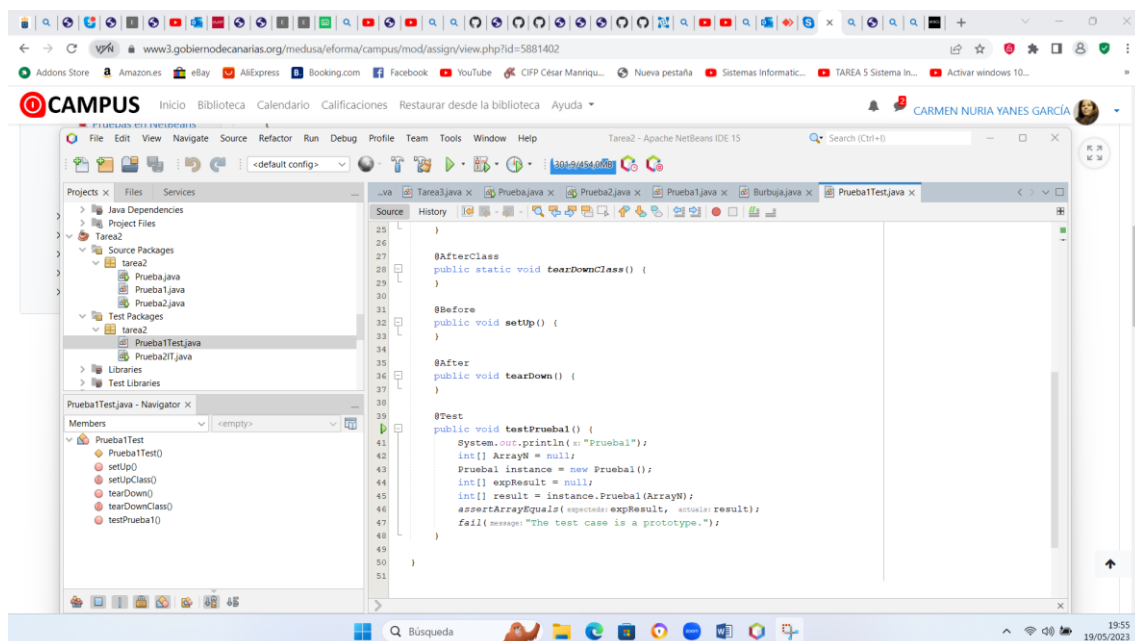 www3.gobiernodecanarias.org/medusa/eforma/campus/mod/assign/view.php?id=5881402
Addons Store Amazon.es eBay AliExpress Booking.com Facebook YouTube CIFP César Manriqu... Nueva pestaña Sistemas Informatic... TAREA 5 Sistema In... Activar windows 10... »
CAMPUS Inicio Biblioteca Calendario Calificaciones Restaurar desde la biblioteca Ayuda 2 CARMEN NURIA YANES GARCÍA
Pruebas en NetBeans
File Edit View Navigate Source Refactor Run Debug Profile Team Tools Window Help Tarea2 - Apache NetBeans IDE 15 Search (Ctrl+I)
<default config> 301,9/454,0MB
Projects × Files Services
...va Tarea3.java × Prueba.java × Prueba2.java × Prueba1.java × Burbuja.java × Prueba1Test.java ×
Source History
Java Dependencies
Project Files
Tarea2
Source Packages
tarea2
Prueba.java
Prueba1.java
Prueba2.java
Test Packages
tarea2
Prueba1Test.java
Prueba2IT.java
Libraries
Test Libraries
Prueba1Test.java - Navigator ×
Members <empty>
Prueba1Test
Prueba1Test()
setUp()
setUpClass()
tearDown()
tearDownClass()
testPrueba1()
25 }
26
27 @AfterClass
28 public static void tearDownClass() {
29 }
30
31 @Before
32 public void setUp() {
33 }
34
35 @After
36 public void tearDown() {
37 }
38
39 @Test
public void testPrueba1() {
41 System.out.println(x: "Prueba1");
42 int[] ArrayN = null;
43 Prueba1 instance = new Prueba1();
44 int[] expResult = null;
45 int[] result = instance.Prueba1(ArrayN);
46 assertArrayEquals(expecteds: expResult, actuals: result);
47 fail(message: "The test case is a prototype.");
48 }
49
50 }
51
Búsqueda
19:55
19/05/2023